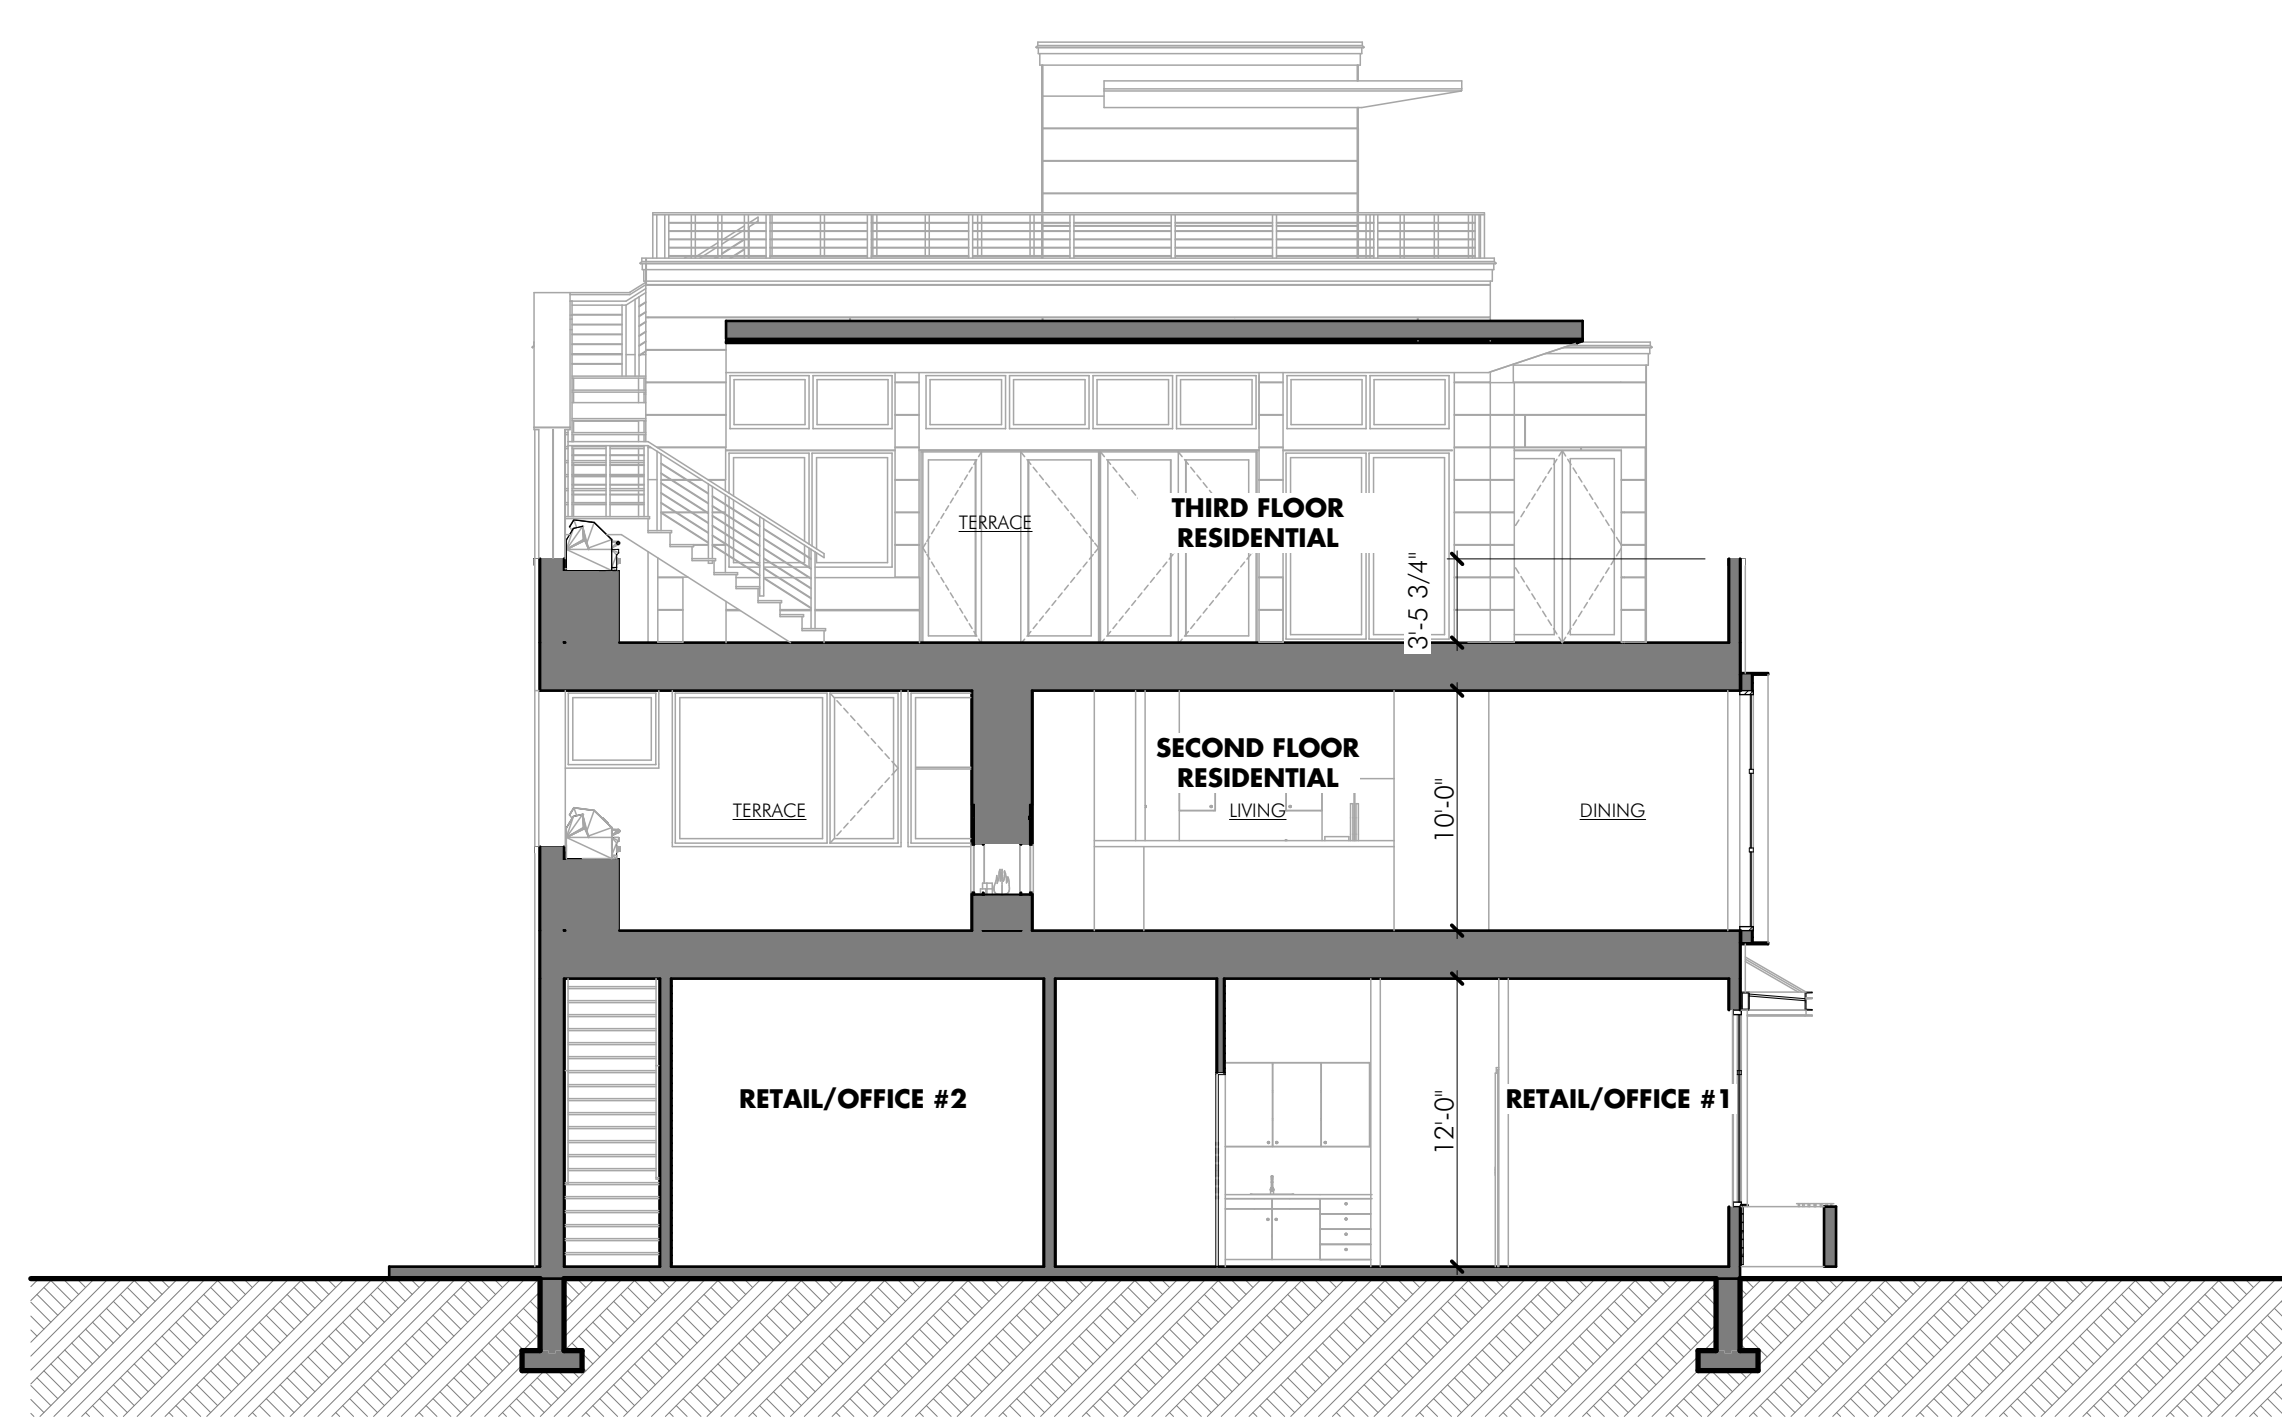 TERRACE
THIRD FLOOR
RESIDENTIAL
3'-5 3/4"
SECOND FLOOR
RESIDENTIAL
TERRACE
LIVING
10'-0"
DINING
RETAIL/OFFICE #2
12'-0"
RETAIL/OFFICE #1